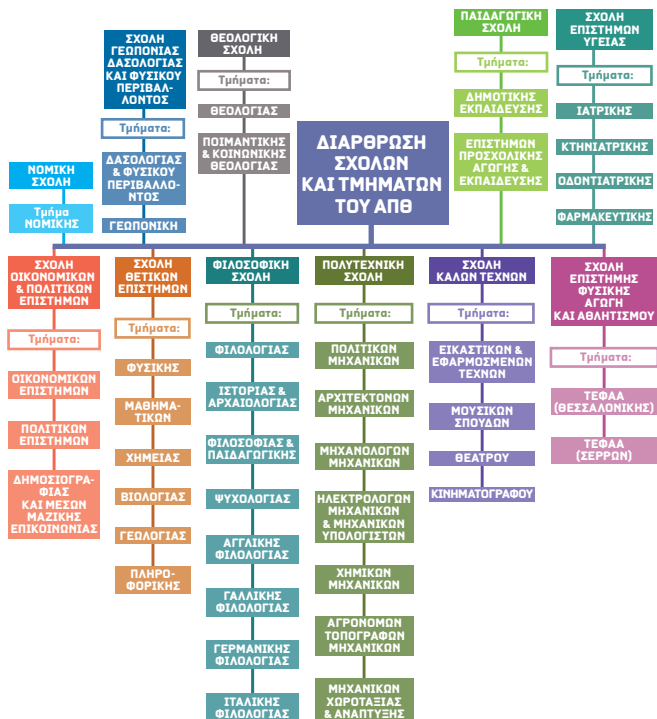 ΔΙΑΡΘΡΩΣΗ
ΣΧΟΛΩΝ
ΚΑΙ ΤΜΗΜΑΤΩΝ
ΤΟΥ ΑΠΘ
ΝΟΜΙΚΗ
ΣΧΟΛΗ
Τμήμα
ΝΟΜΙΚΗΣ
ΣΧΟΛΗ
ΓΕΩΠΟΝΙΑΣ
ΔΑΣΟΛΟΓΙΑΣ
ΚΑΙ ΦΥΣΙΚΟΥ
ΠΕΡΙΒΑΛ-
ΛΟΝΤΟΣ
Τμήματα:
ΔΑΣΟΛΟΓΙΑΣ
& ΦΥΣΙΚΟΥ
ΠΕΡΙΒΑΛΛΟ-
ΝΤΟΣ
ΓΕΩΠΟΝΙΚΗ
ΘΕΟΛΟΓΙΚΗ
ΣΧΟΛΗ
Τμήματα:
ΘΕΟΛΟΓΙΑΣ
ΠΟΙΜΑΝΤΙΚΗΣ
& ΚΟΙΝΩΝΙΚΗΣ
ΘΕΟΛΟΓΙΑΣ
ΠΑΙΔΑΓΩΓΙΚΗ
ΣΧΟΛΗ
Τμήματα:
ΔΗΜΟΤΙΚΗΣ
ΕΚΠΑΙΔΕΥΣΗΣ
ΕΠΙΣΤΗΜΩΝ
ΠΡΟΣΧΟΛΙΚΗΣ
ΑΓΩΓΗΣ &
ΕΚΠΑΙΔΕΥΣΗΣ
ΣΧΟΛΗ
ΕΠΙΣΤΗΜΩΝ
ΥΓΕΙΑΣ
Τμήματα:
ΙΑΤΡΙΚΗΣ
ΚΤΗΝΙΑΤΡΙΚΗΣ
ΟΔΟΝΤΙΑΤΡΙΚΗΣ
ΦΑΡΜΑΚΕΥΤΙΚΗΣ
ΣΧΟΛΗ
ΟΙΚΟΝΟΜΙΚΩΝ
& ΠΟΛΙΤΙΚΩΝ
ΕΠΙΣΤΗΜΩΝ
Τμήματα:
ΟΙΚΟΝΟΜΙΚΩΝ
ΕΠΙΣΤΗΜΩΝ
ΠΟΛΙΤΙΚΩΝ
ΕΠΙΣΤΗΜΩΝ
ΔΗΜΟΣΙΟΓΡΑ-
ΦΙΑΣ
ΚΑΙ ΜΕΣΩΝ
ΜΑΖΙΚΗΣ
ΕΠΙΚΟΙΝΩΝΙΑΣ
ΣΧΟΛΗ
ΘΕΤΙΚΩΝ
ΕΠΙΣΤΗΜΩΝ
Τμήματα:
ΦΥΣΙΚΗΣ
ΜΑΘΗΜΑ-
ΤΙΚΩΝ
ΧΗΜΕΙΑΣ
ΒΙΟΛΟΓΙΑΣ
ΓΕΩΛΟΓΙΑΣ
ΠΛΗΡΟ-
ΦΟΡΙΚΗΣ
ΦΙΛΟΣΟΦΙΚΗ
ΣΧΟΛΗ
Τμήματα:
ΦΙΛΟΛΟΓΙΑΣ
ΙΣΤΟΡΙΑΣ &
ΑΡΧΑΙΟΛΟΓΙΑΣ
ΦΙΛΟΣΟΦΙΑΣ &
ΠΑΙΔΑΓΩΓΙΚΗΣ
ΨΥΧΟΛΟΓΙΑΣ
ΑΓΓΛΙΚΗΣ
ΦΙΛΟΛΟΓΙΑΣ
ΓΑΛΛΙΚΗΣ
ΦΙΛΟΛΟΓΙΑΣ
ΓΕΡΜΑΝΙΚΗΣ
ΦΙΛΟΛΟΓΙΑΣ
ΙΤΑΛΙΚΗΣ
ΦΙΛΟΛΟΓΙΑΣ
ΠΟΛΥΤΕΧΝΙΚΗ
ΣΧΟΛΗ
Τμήματα:
ΠΟΛΙΤΙΚΩΝ
ΜΗΧΑΝΙΚΩΝ
ΑΡΧΙΤΕΚΤΟΝΩΝ
ΜΗΧΑΝΙΚΩΝ
ΜΗΧΑΝΟΛΟΓΩΝ
ΜΗΧΑΝΙΚΩΝ
ΗΛΕΚΤΡΟΛΟΓΩΝ
ΜΗΧΑΝΙΚΩΝ
& ΜΗΧΑΝΙΚΩΝ
ΥΠΟΛΟΓΙΣΤΩΝ
ΧΗΜΙΚΩΝ
ΜΗΧΑΝΙΚΩΝ
ΑΓΡΟΝΟΜΩΝ
ΤΟΠΟΓΡΑΦΩΝ
ΜΗΧΑΝΙΚΩΝ
ΜΗΧΑΝΙΚΩΝ
ΧΩΡΟΤΑΞΙΑΣ
& ΑΝΑΠΤΥΞΗΣ
ΣΧΟΛΗ
ΚΑΛΩΝ ΤΕΧΝΩΝ
Τμήματα:
ΕΙΚΑΣΤΙΚΩΝ &
ΕΦΑΡΜΟΣΜΕΝΩΝ
ΤΕΧΝΩΝ
ΜΟΥΣΙΚΩΝ
ΣΠΟΥΔΩΝ
ΘΕΑΤΡΟΥ
ΚΙΝΗΜΑΤΟΓΡΑΦΟΥ
ΣΧΟΛΗ
ΕΠΙΣΤΗΜΗΣ
ΦΥΣΙΚΗΣ
ΑΓΩΓΗ
ΚΑΙ ΑΘΛΗΤΙΣΜΟΥ
Τμήματα:
ΤΕΦΑΑ
(ΘΕΣΣΑΛΟΝΙΚΗΣ)
ΤΕΦΑΑ
(ΣΕΡΡΩΝ)